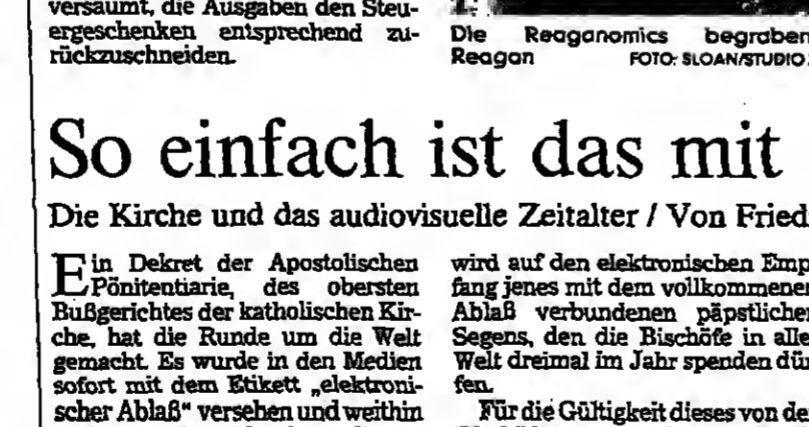 versäumt, die Ausgaben den Steu-
ergeschenken entsprechend zu-
rückzuschneiden.
Die Reaganomics begraben
Reagan FOTO: SLOAN/STUDIO
So einfach ist das mit
Die Kirche und das audiovisuelle Zeitalter / Von Fried
Ein Dekret der Apostolischen
Pönitentiarie, des obersten
Bußgerichtes der katholischen Kir-
che, hat die Runde um die Welt
gemacht. Es wurde in den Medien
sofort mit dem Etikett „elektroni-
scher Ablaß“ versehen und weithin
wird auf den elektronischen Emp
fang jenes mit dem vollkommenen
Ablaß verbundenen päpstlichen
Segens, den die Bischöfe in alle
Welt dreimal im Jahr spenden dür
fen.
Für die Gültigkeit dieses von de